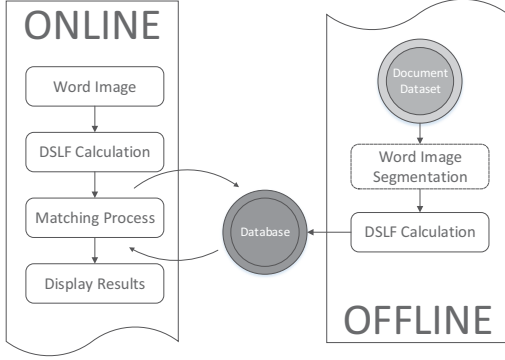 ONLINE
Word Image
DSLF Calculation
Matching Process
Display Results
Database
Document
Dataset
Word Image
Segmentation
DSLF Calculation
OFFLINE